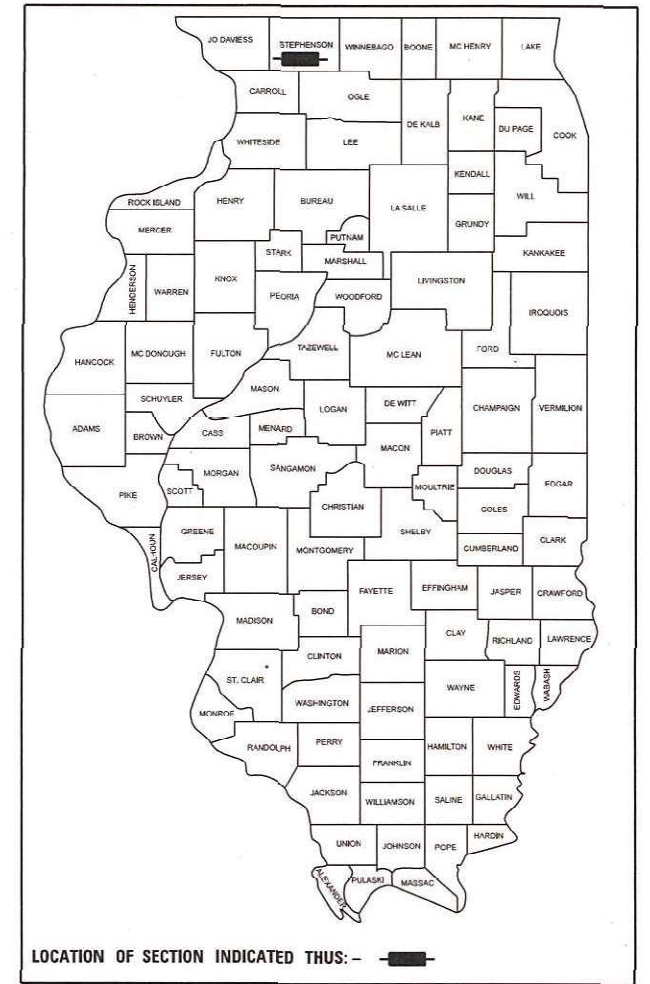 JO DAVIESS STEPHENSON WINNEBAGO BOONE MC HENRY LAKE
CARROLL OGLE DE KALB KANE DU PAGE COOK
WHITESIDE LEE
KENDALL WILL
ROCK ISLAND HENRY BUREAU LA SALLE GRUNDY
MERCER PUTNAM
STARK MARSHALL KANKAKEE
HENDERSON WARREN KNOX PEORIA WOODFORD LIVINGSTON IROQUOIS
HANCOCK MC DONOUGH FULTON TAZEWELL MC LEAN FORD
SCHUYLER MASON LOGAN DE WITT CHAMPAIGN VERMILION
ADAMS BROWN CASS MENARD MACON PIATT
PIKE SCOTT MORGAN SANGAMON MOULTRIE DOUGLAS EDGAR
CHRISTIAN COLES
CALHOUN GREENE MACOUPIN MONTGOMERY SHELBY CUMBERLAND CLARK
JERSEY FAYETTE EFFINGHAM JASPER CRAWFORD
MADISON BOND CLAY RICHLAND LAWRENCE
CLINTON MARION
ST. CLAIR WASHINGTON JEFFERSON WAYNE EDWARDS WABASH
MONROE
RANDOLPH PERRY FRANKLIN HAMILTON WHITE
JACKSON WILLIAMSON SALINE GALLATIN
UNION JOHNSON POPE HARDIN
ALEXANDER PULASKI MASSAC
LOCATION OF SECTION INDICATED THUS: –